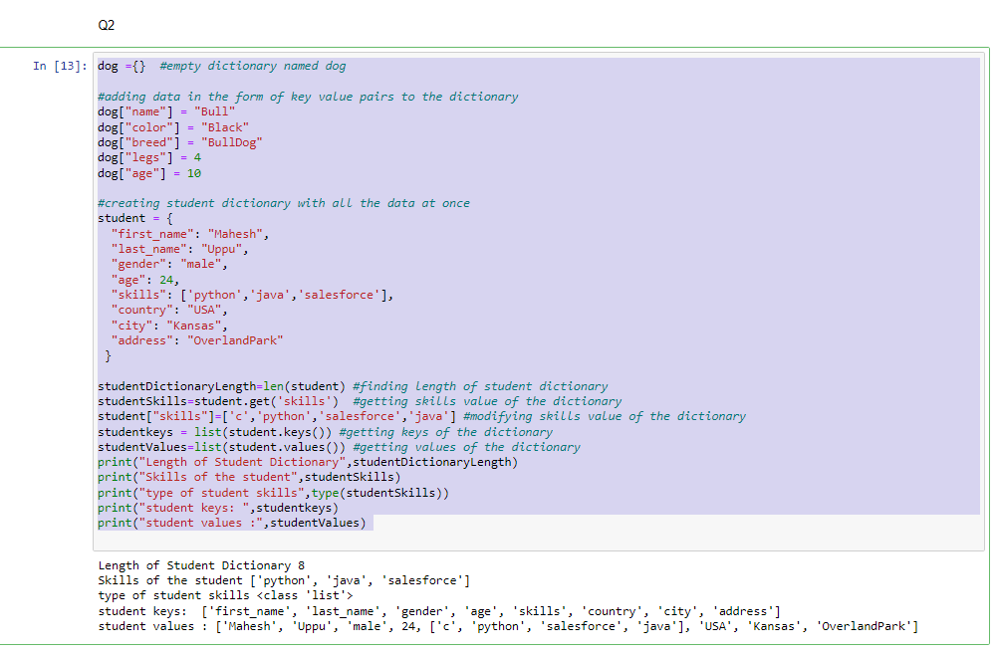 Q2
In [13]:
dog ={}  #empty dictionary named dog
#adding data in the form of key value pairs to the dictionary
dog["name"] = "Bull"
dog["color"] = "Black"
dog["breed"] = "BullDog"
dog["legs"] = 4
dog["age"] = 10
#creating student dictionary with all the data at once
student = {
  "first_name": "Mahesh",
  "last_name": "Uppu",
  "gender": "male",
  "age": 24,
  "skills": ['python','java','salesforce'],
  "country": "USA",
  "city": "Kansas",
  "address": "OverlandPark"
 }
studentDictionaryLength=len(student) #finding length of student dictionary
studentSkills=student.get('skills')  #getting skills value of the dictionary
student["skills"]=['c','python','salesforce','java'] #modifying skills value of the dictionary
studentkeys = list(student.keys()) #getting keys of the dictionary
studentValues=list(student.values()) #getting values of the dictionary
print("Length of Student Dictionary",studentDictionaryLength)
print("Skills of the student",studentSkills)
print("type of student skills",type(studentSkills))
print("student keys: ",studentkeys)
print("student values :",studentValues)
Length of Student Dictionary 8
Skills of the student ['python', 'java', 'salesforce']
type of student skills <class 'list'>
student keys:  ['first_name', 'last_name', 'gender', 'age', 'skills', 'country', 'city', 'address']
student values : ['Mahesh', 'Uppu', 'male', 24, ['c', 'python', 'salesforce', 'java'], 'USA', 'Kansas', 'OverlandPark']